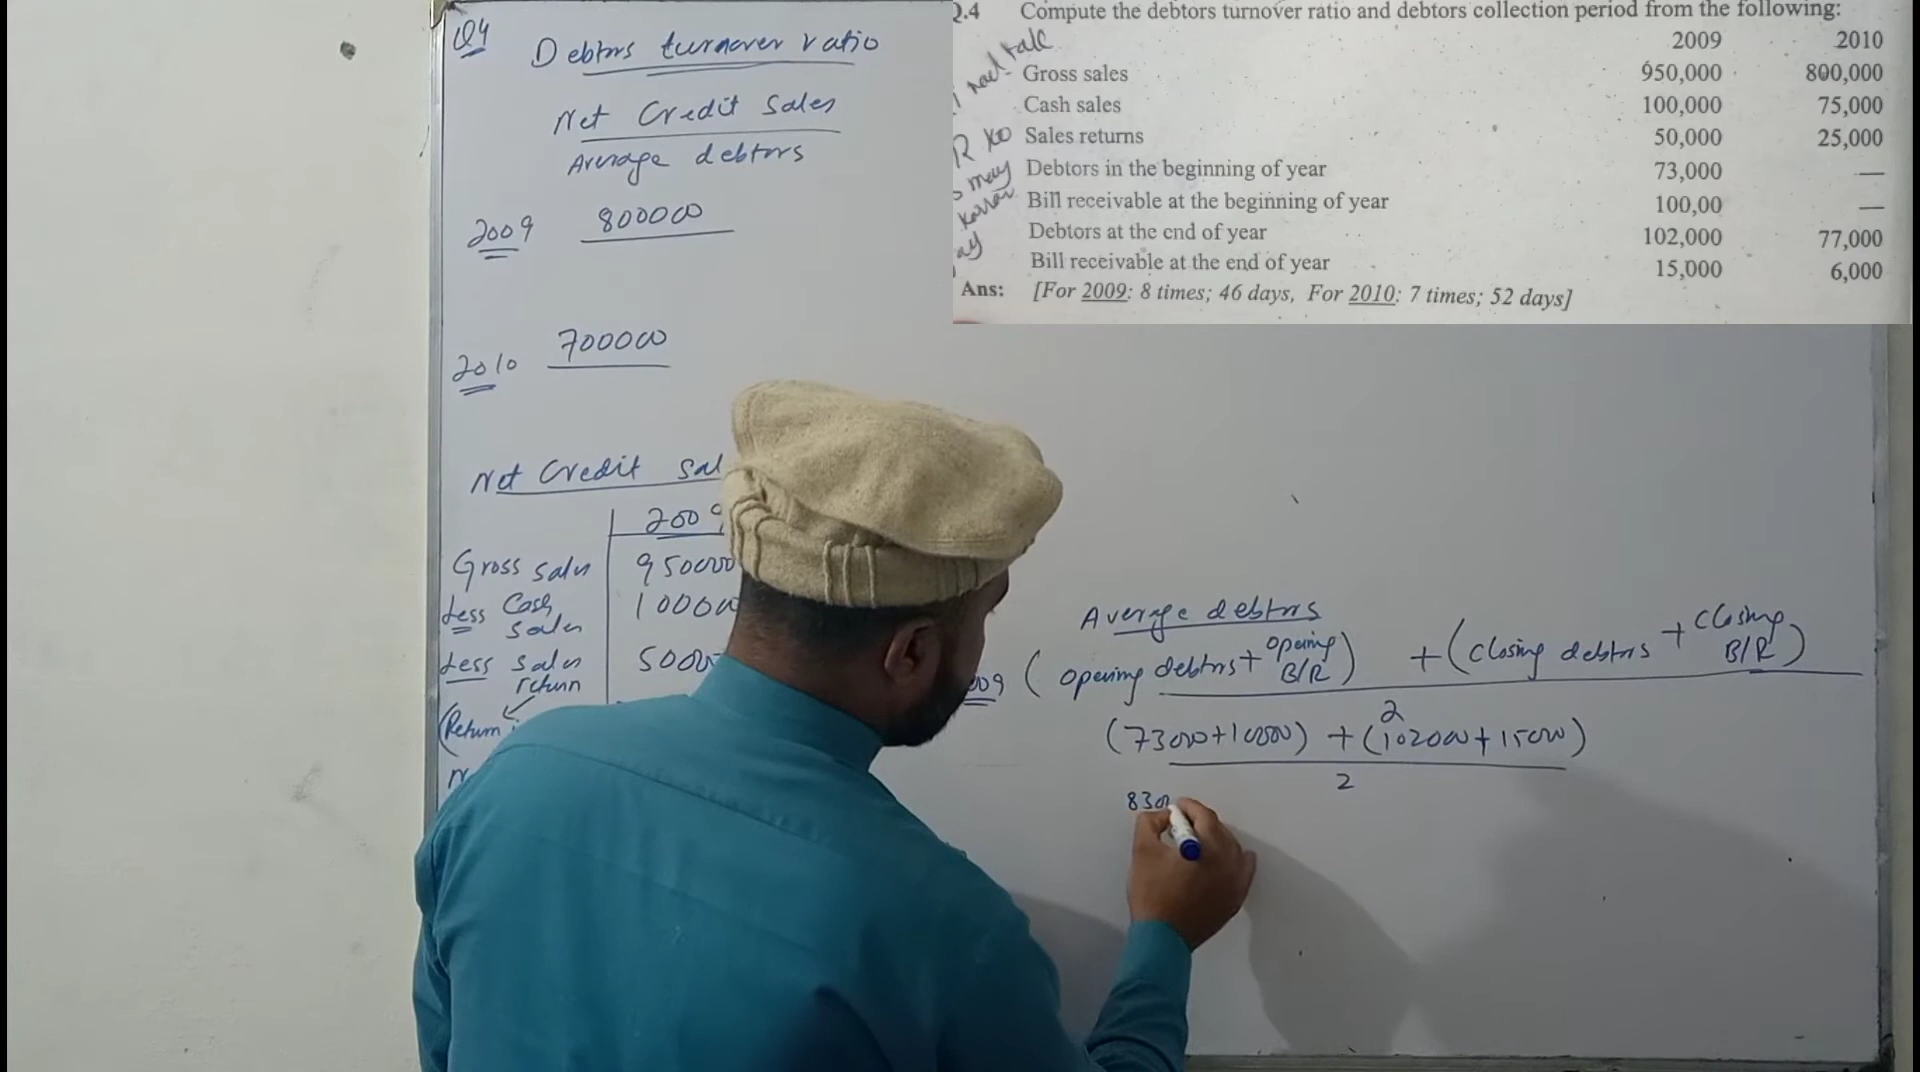 Q4
Debtors turnover ratio
Net Credit Sales
Average debtors
2009 800000
2010 700000
Net Credit Sal
2009
Gross sales 950000
Less Cash sales 100000
Less Sales return 50000
(Return
Average debtors
(opening debtors + opening B/R) + (closing debtors + closing B/R)
2
(73000+10000) + (102000+15000)
2
8300
Q.4 Compute the debtors turnover ratio and debtors collection period from the following:
2009 2010
Gross sales 950,000 800,000
Cash sales 100,000 75,000
Sales returns 50,000 25,000
Debtors in the beginning of year 73,000 —
Bill receivable at the beginning of year 100,00 —
Debtors at the end of year 102,000 77,000
Bill receivable at the end of year 15,000 6,000
Ans: [For 2009: 8 times; 46 days, For 2010: 7 times; 52 days]